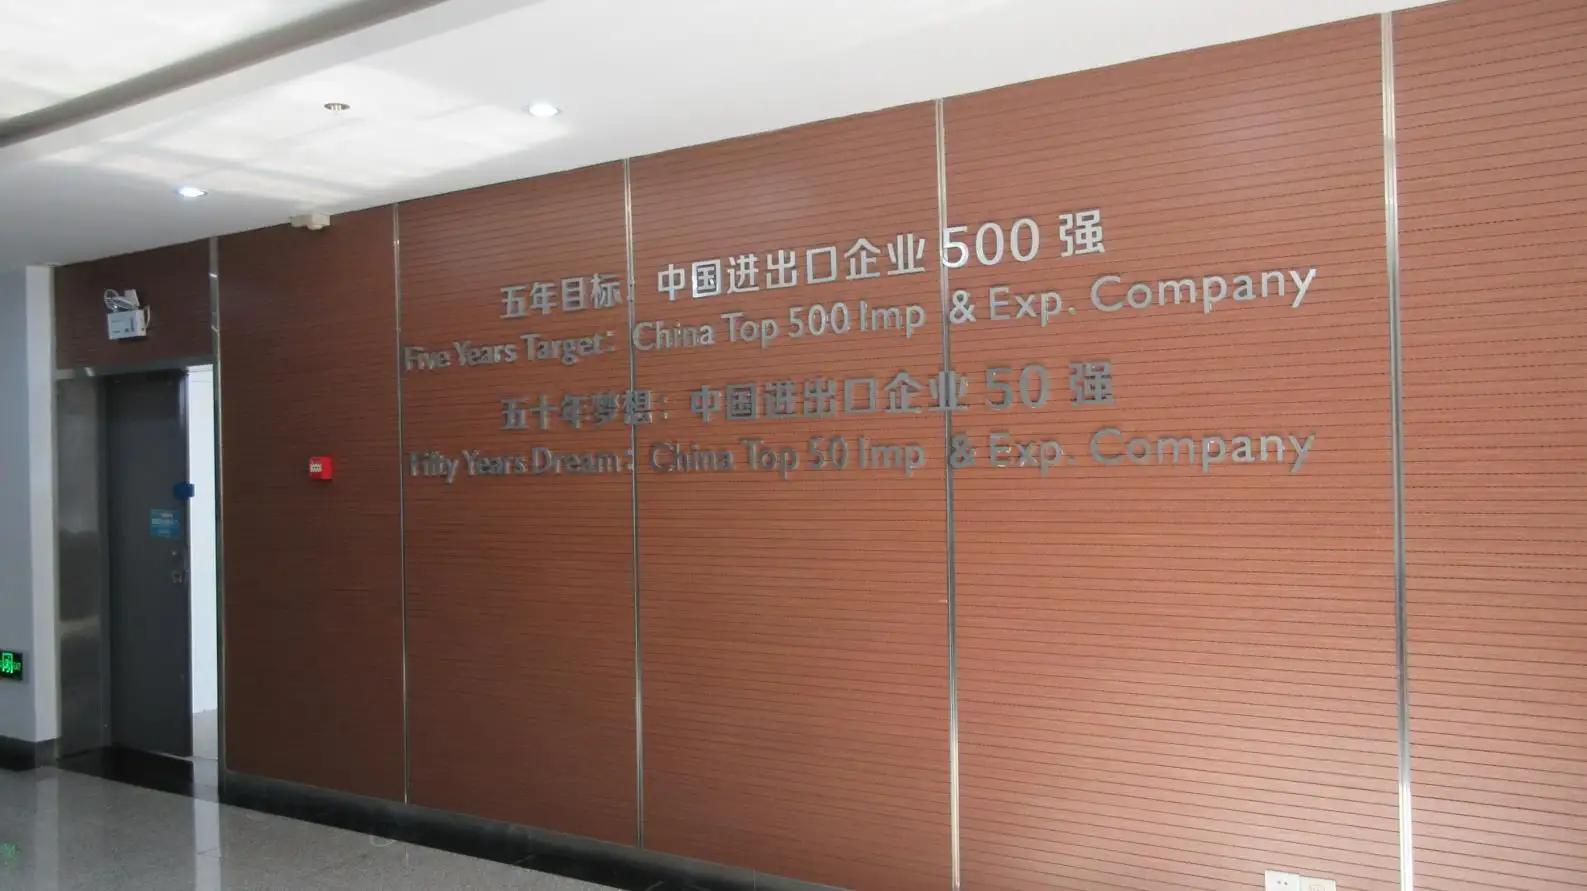 五年目标：中国进出口企业500强
Five Years Target: China Top 500 Imp & Exp. Company
五十年梦想：中国进出口企业50强
Fifty Years Dream: China Top 50 Imp & Exp. Company